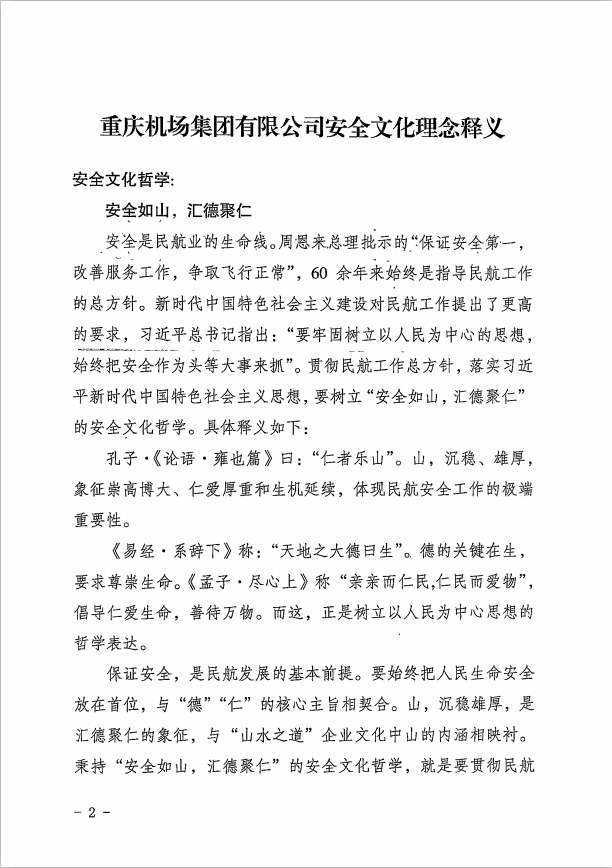 重庆机场集团有限公司安全文化理念释义
安全文化哲学：
安全如山，汇德聚仁
安全是民航业的生命线。周恩来总理批示的“保证安全第一，
改善服务工作，争取飞行正常”，60 余年来始终是指导民航工作
的总方针。新时代中国特色社会主义建设对民航工作提出了更高
的要求，习近平总书记指出：“要牢固树立以人民为中心的思想，
始终把安全作为头等大事来抓”。贯彻民航工作总方针，落实习近
平新时代中国特色社会主义思想，要树立“安全如山，汇德聚仁”
的安全文化哲学。具体释义如下：
孔子·《论语·雍也篇》曰：“仁者乐山”。山，沉稳、雄厚，
象征崇高博大、仁爱厚重和生机延续，体现民航安全工作的极端
重要性。
《易经·系辞下》称：“天地之大德曰生”。德的关键在生，
要求尊崇生命。《孟子·尽心上》称“亲亲而仁民，仁民而爱物”，
倡导仁爱生命，善待万物。而这，正是树立以人民为中心思想的
哲学表达。
保证安全，是民航发展的基本前提。要始终把人民生命安全
放在首位，与“德”“仁”的核心主旨相契合。山，沉稳雄厚，是
汇德聚仁的象征，与“山水之道”企业文化中山的内涵相映衬。
秉持“安全如山，汇德聚仁”的安全文化哲学，就是要贯彻民航
- 2 -